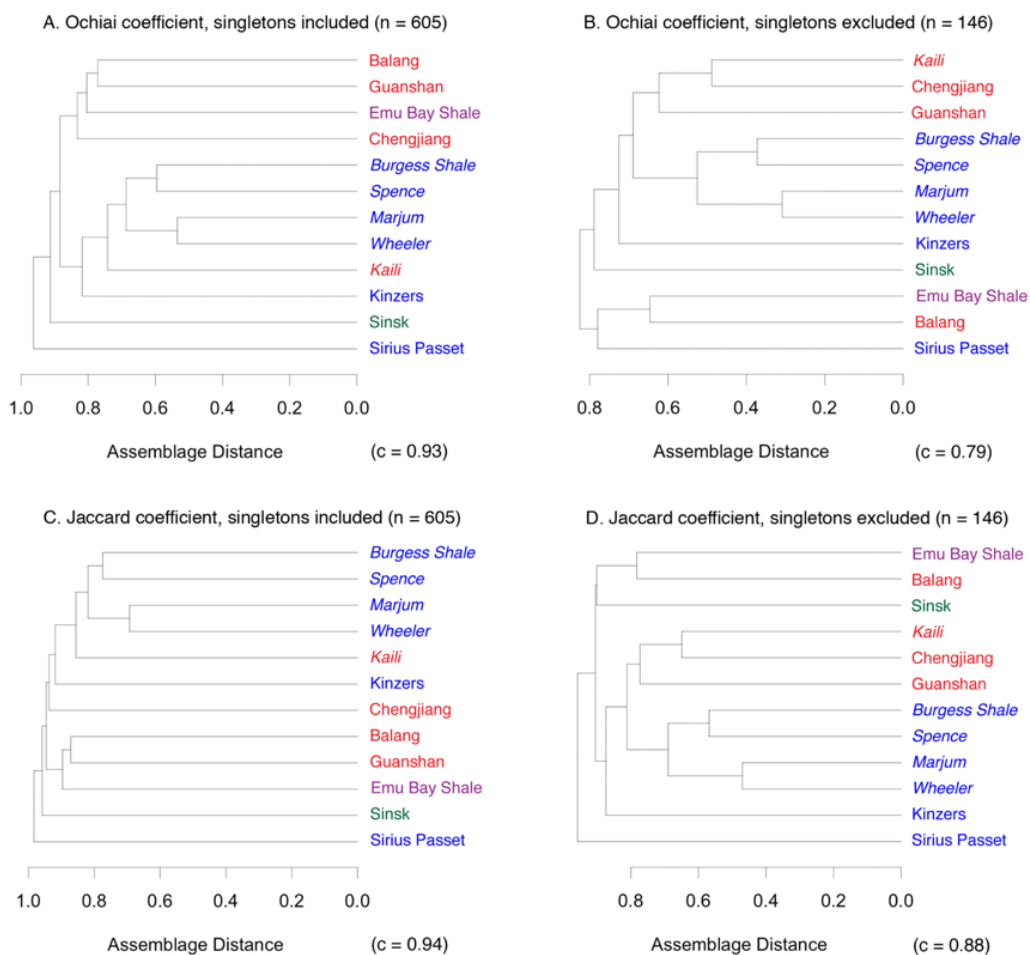 A. Ochiai coefficient, singletons included (n = 605)
Balang
Guanshan
Emu Bay Shale
Chengjiang
Burgess Shale
Spence
Marjum
Wheeler
Kaili
Kinzers
Sinsk
Sirius Passet
1.0 0.8 0.6 0.4 0.2 0.0
Assemblage Distance (c = 0.93)
B. Ochiai coefficient, singletons excluded (n = 146)
Kaili
Chengjiang
Guanshan
Burgess Shale
Spence
Marjum
Wheeler
Kinzers
Sinsk
Emu Bay Shale
Balang
Sirius Passet
0.8 0.6 0.4 0.2 0.0
Assemblage Distance (c = 0.79)
C. Jaccard coefficient, singletons included (n = 605)
Burgess Shale
Spence
Marjum
Wheeler
Kaili
Kinzers
Chengjiang
Balang
Guanshan
Emu Bay Shale
Sinsk
Sirius Passet
1.0 0.8 0.6 0.4 0.2 0.0
Assemblage Distance (c = 0.94)
D. Jaccard coefficient, singletons excluded (n = 146)
Emu Bay Shale
Balang
Sinsk
Kaili
Chengjiang
Guanshan
Burgess Shale
Spence
Marjum
Wheeler
Kinzers
Sirius Passet
0.8 0.6 0.4 0.2 0.0
Assemblage Distance (c = 0.88)